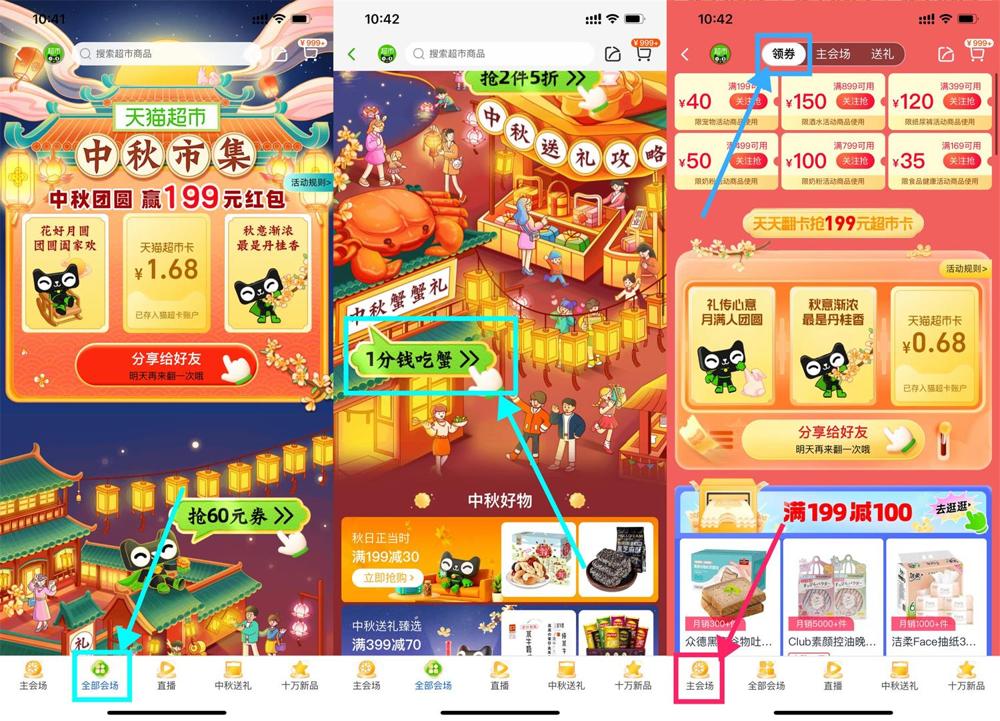 10:41
超市
搜索超市商品
¥999+
天猫超市
中秋市集
活动规则>
中秋团圆 赢199元红包
花好月圆
团圆阖家欢
天猫超市卡
¥1.68
已存入猫超卡账户
秋意渐浓
最是丹桂香
分享给好友
明天再来翻一次哦
抢60元券
礼
主会场
全部会场
直播
中秋送礼
十万新品
10:42
超市
搜索超市商品
¥999+
抢2件5折
中秋送礼攻略
中秋蟹蟹礼
1分钱吃蟹
中秋好物
秋日正当时
满199减30
立即抢购>
黑芝麻酥
中秋送礼臻选
满399减70
主会场
全部会场
直播
中秋送礼
十万新品
10:42
超市
领券
主会场
送礼
¥999+
¥40
满199
关注抢
限宠物活动商品使用
¥150
满899可用
关注抢
限酒水活动商品使用
¥120
满399可用
关注抢
限纸尿裤活动商品使用
¥50
满499可用
关注抢
限奶粉活动商品使用
¥100
满799可用
关注抢
限奶粉活动商品使用
¥35
满169可用
关注抢
限食品健康活动商品使用
天天翻卡抢199元超市卡
活动规则>
礼传心意
月满人团圆
秋意渐浓
最是丹桂香
天猫超市卡
¥0.68
已存入猫超卡账户
分享给好友
明天再来翻一次哦
满199减100
去逛逛
月销300+件
众德黑
谷物吐...
月销5000+件
Club素颜控油晚...
月销1000+件
洁柔Face抽纸3...
主会场
全部会场
直播
中秋送礼
十万新品